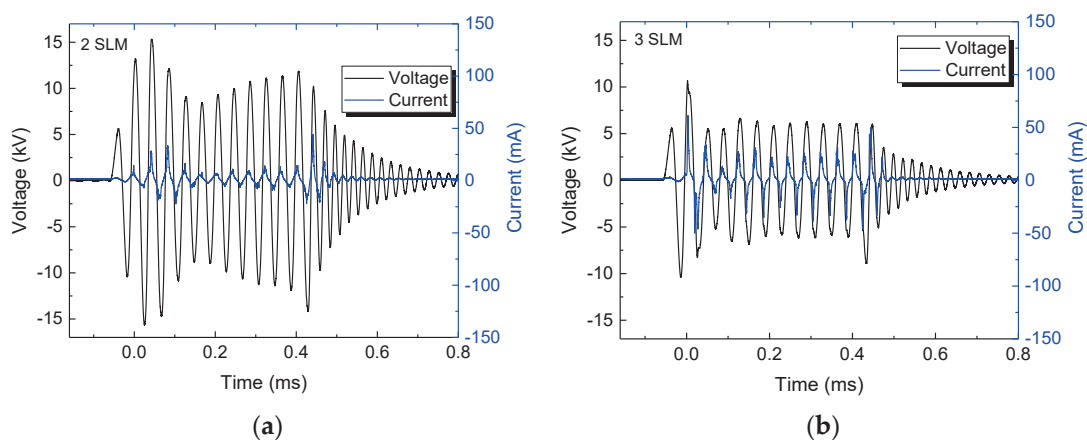 2 SLM
Voltage
Current
15
10
5
0
-5
-10
-15
Voltage (kV)
150
100
50
0
-50
-100
-150
Current (mA)
0.0 0.2 0.4 0.6 0.8
Time (ms)
(a)
3 SLM
Voltage
Current
15
10
5
0
-5
-10
-15
Voltage (kV)
150
100
50
0
-50
-100
-150
Current (mA)
0.0 0.2 0.4 0.6 0.8
Time (ms)
(b)